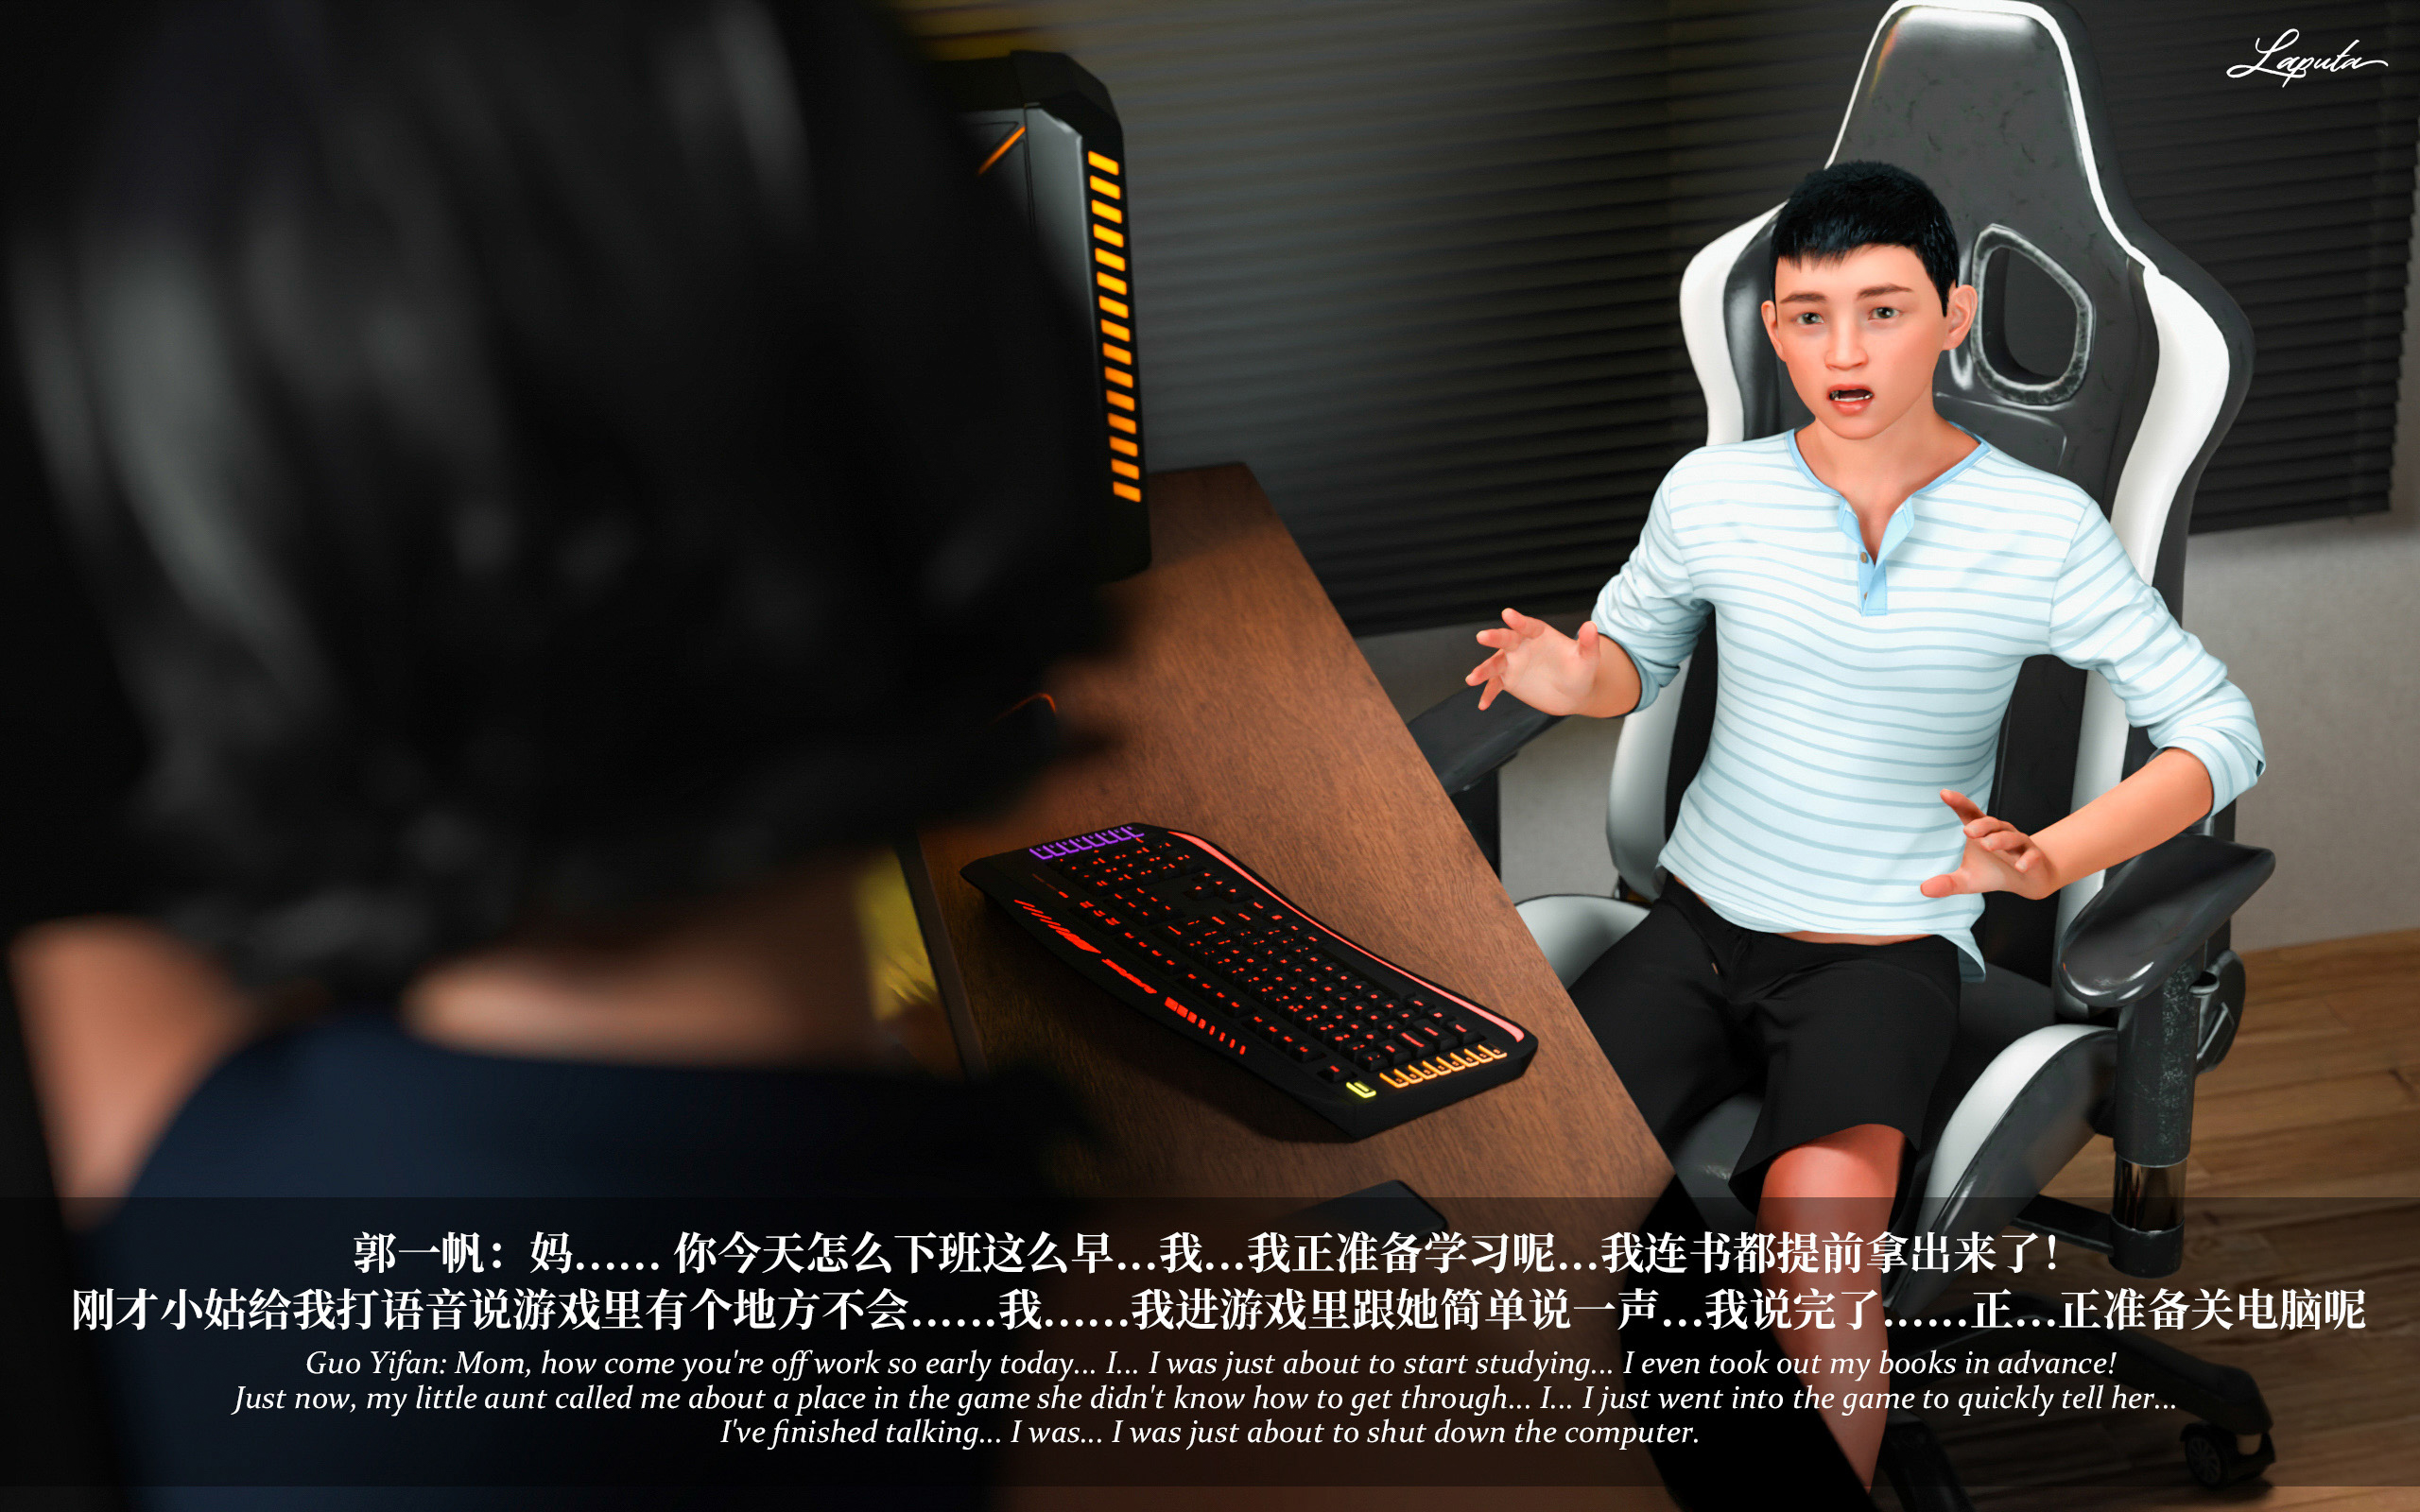 Laputa
郭一帆：妈…… 你今天怎么下班这么早…我…我正准备学习呢…我连书都提前拿出来了！
刚才小姑给我打语音说游戏里有个地方不会……我……我进游戏里跟她简单说一声…我说完了……正…正准备关电脑呢
Guo Yifan: Mom, how come you're off work so early today... I... I was just about to start studying... I even took out my books in advance!
Just now, my little aunt called me about a place in the game she didn't know how to get through... I... I just went into the game to quickly tell her...
I've finished talking... I was... I was just about to shut down the computer.